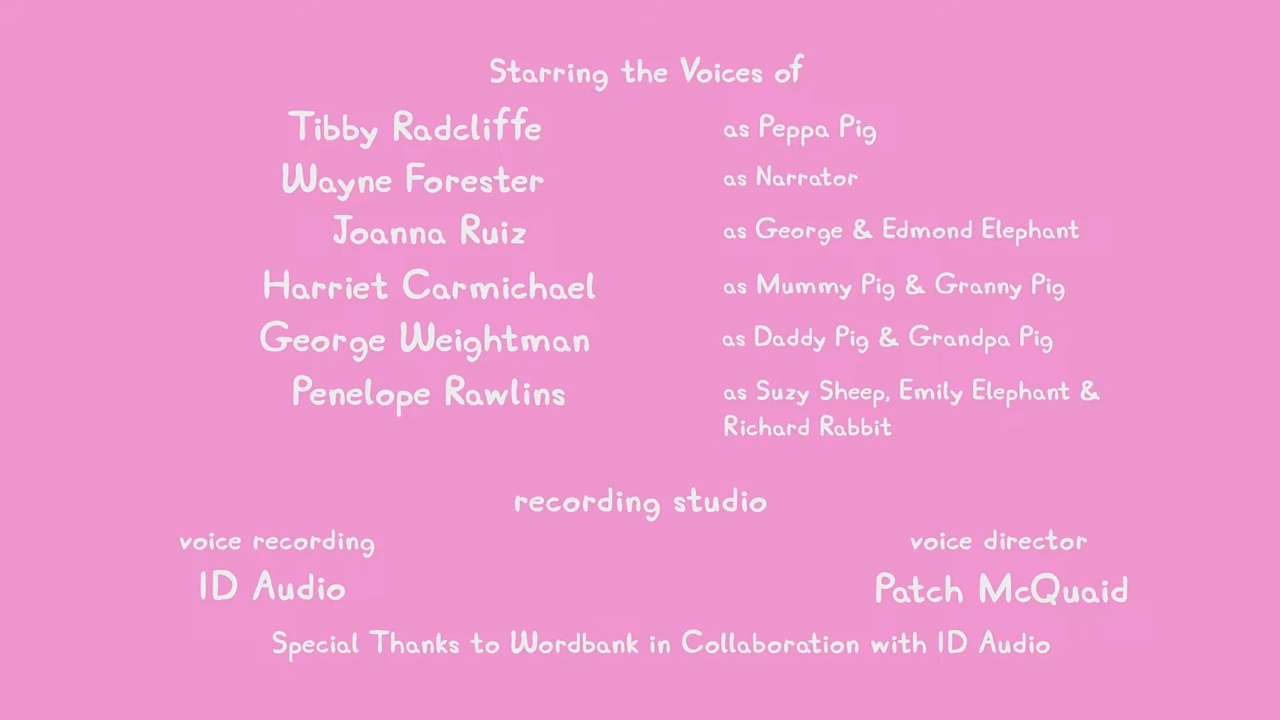 Starring the Voices of
Tibby Radcliffe as Peppa Pig
Wayne Forester as Narrator
Joanna Ruiz as George & Edmond Elephant
Harriet Carmichael as Mummy Pig & Granny Pig
George Weightman as Daddy Pig & Grandpa Pig
Penelope Rawlins as Suzy Sheep, Emily Elephant &
Richard Rabbit
recording studio
voice recording voice director
ID Audio Patch McQuaid
Special Thanks to Wordbank in Collaboration with ID Audio